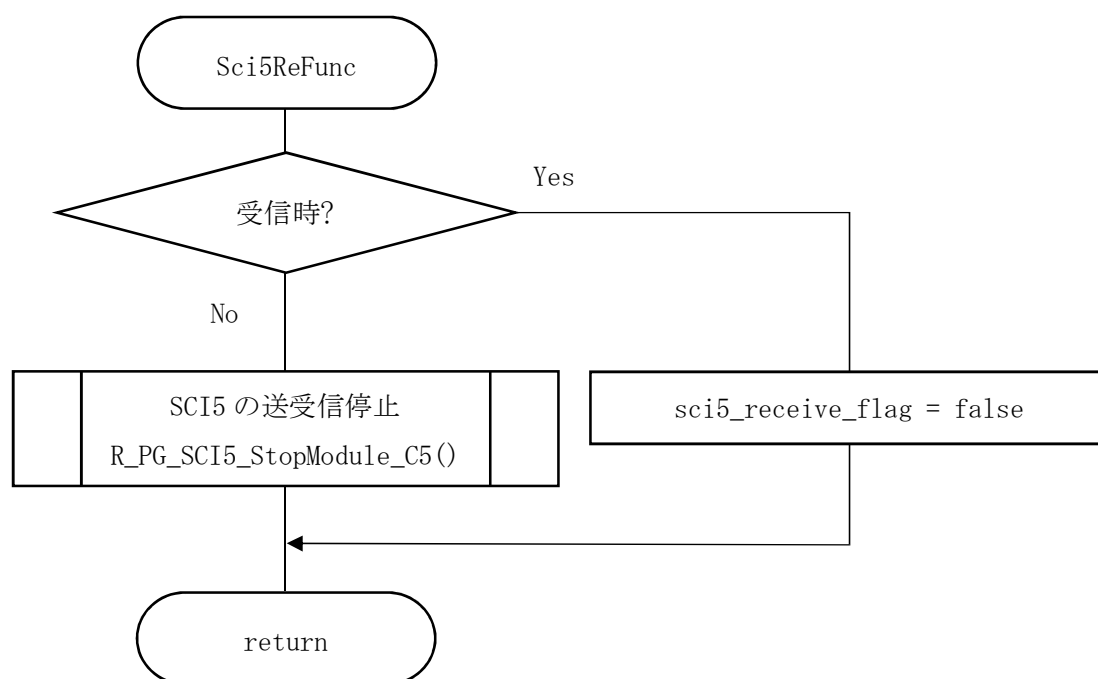 Sci5ReFunc
Yes
受信時?
No
SCI5 の送受信停止
R_PG_SCI5_StopModule_C5()
sci5_receive_flag = false
return